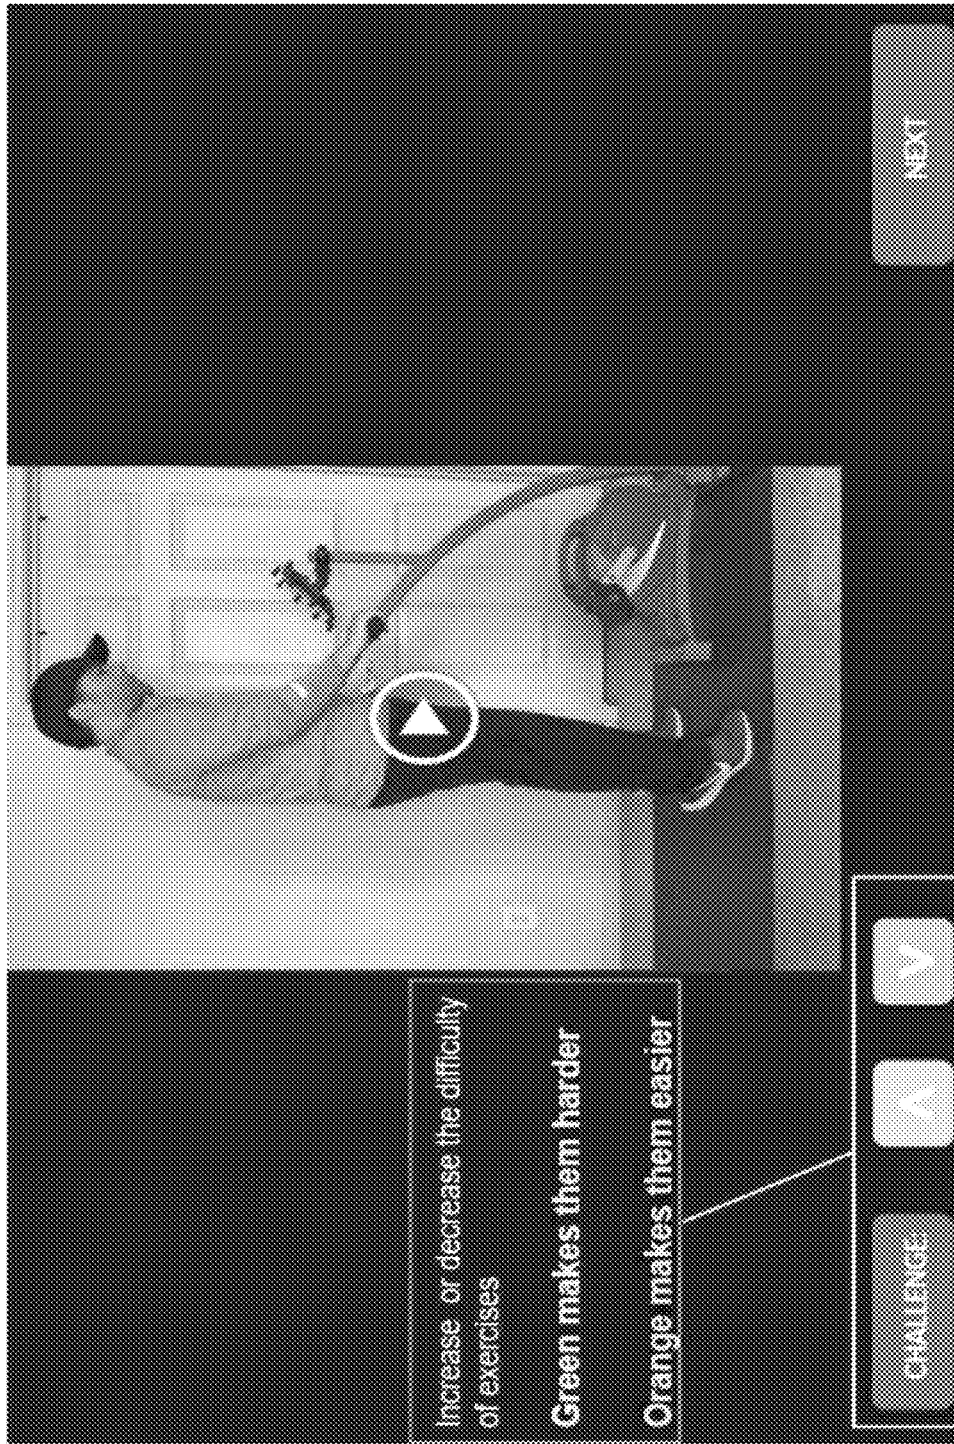 Increase or decrease the difficulty
of exercises
Green makes them harder
Orange makes them easier
CHALLENGE
NEXT